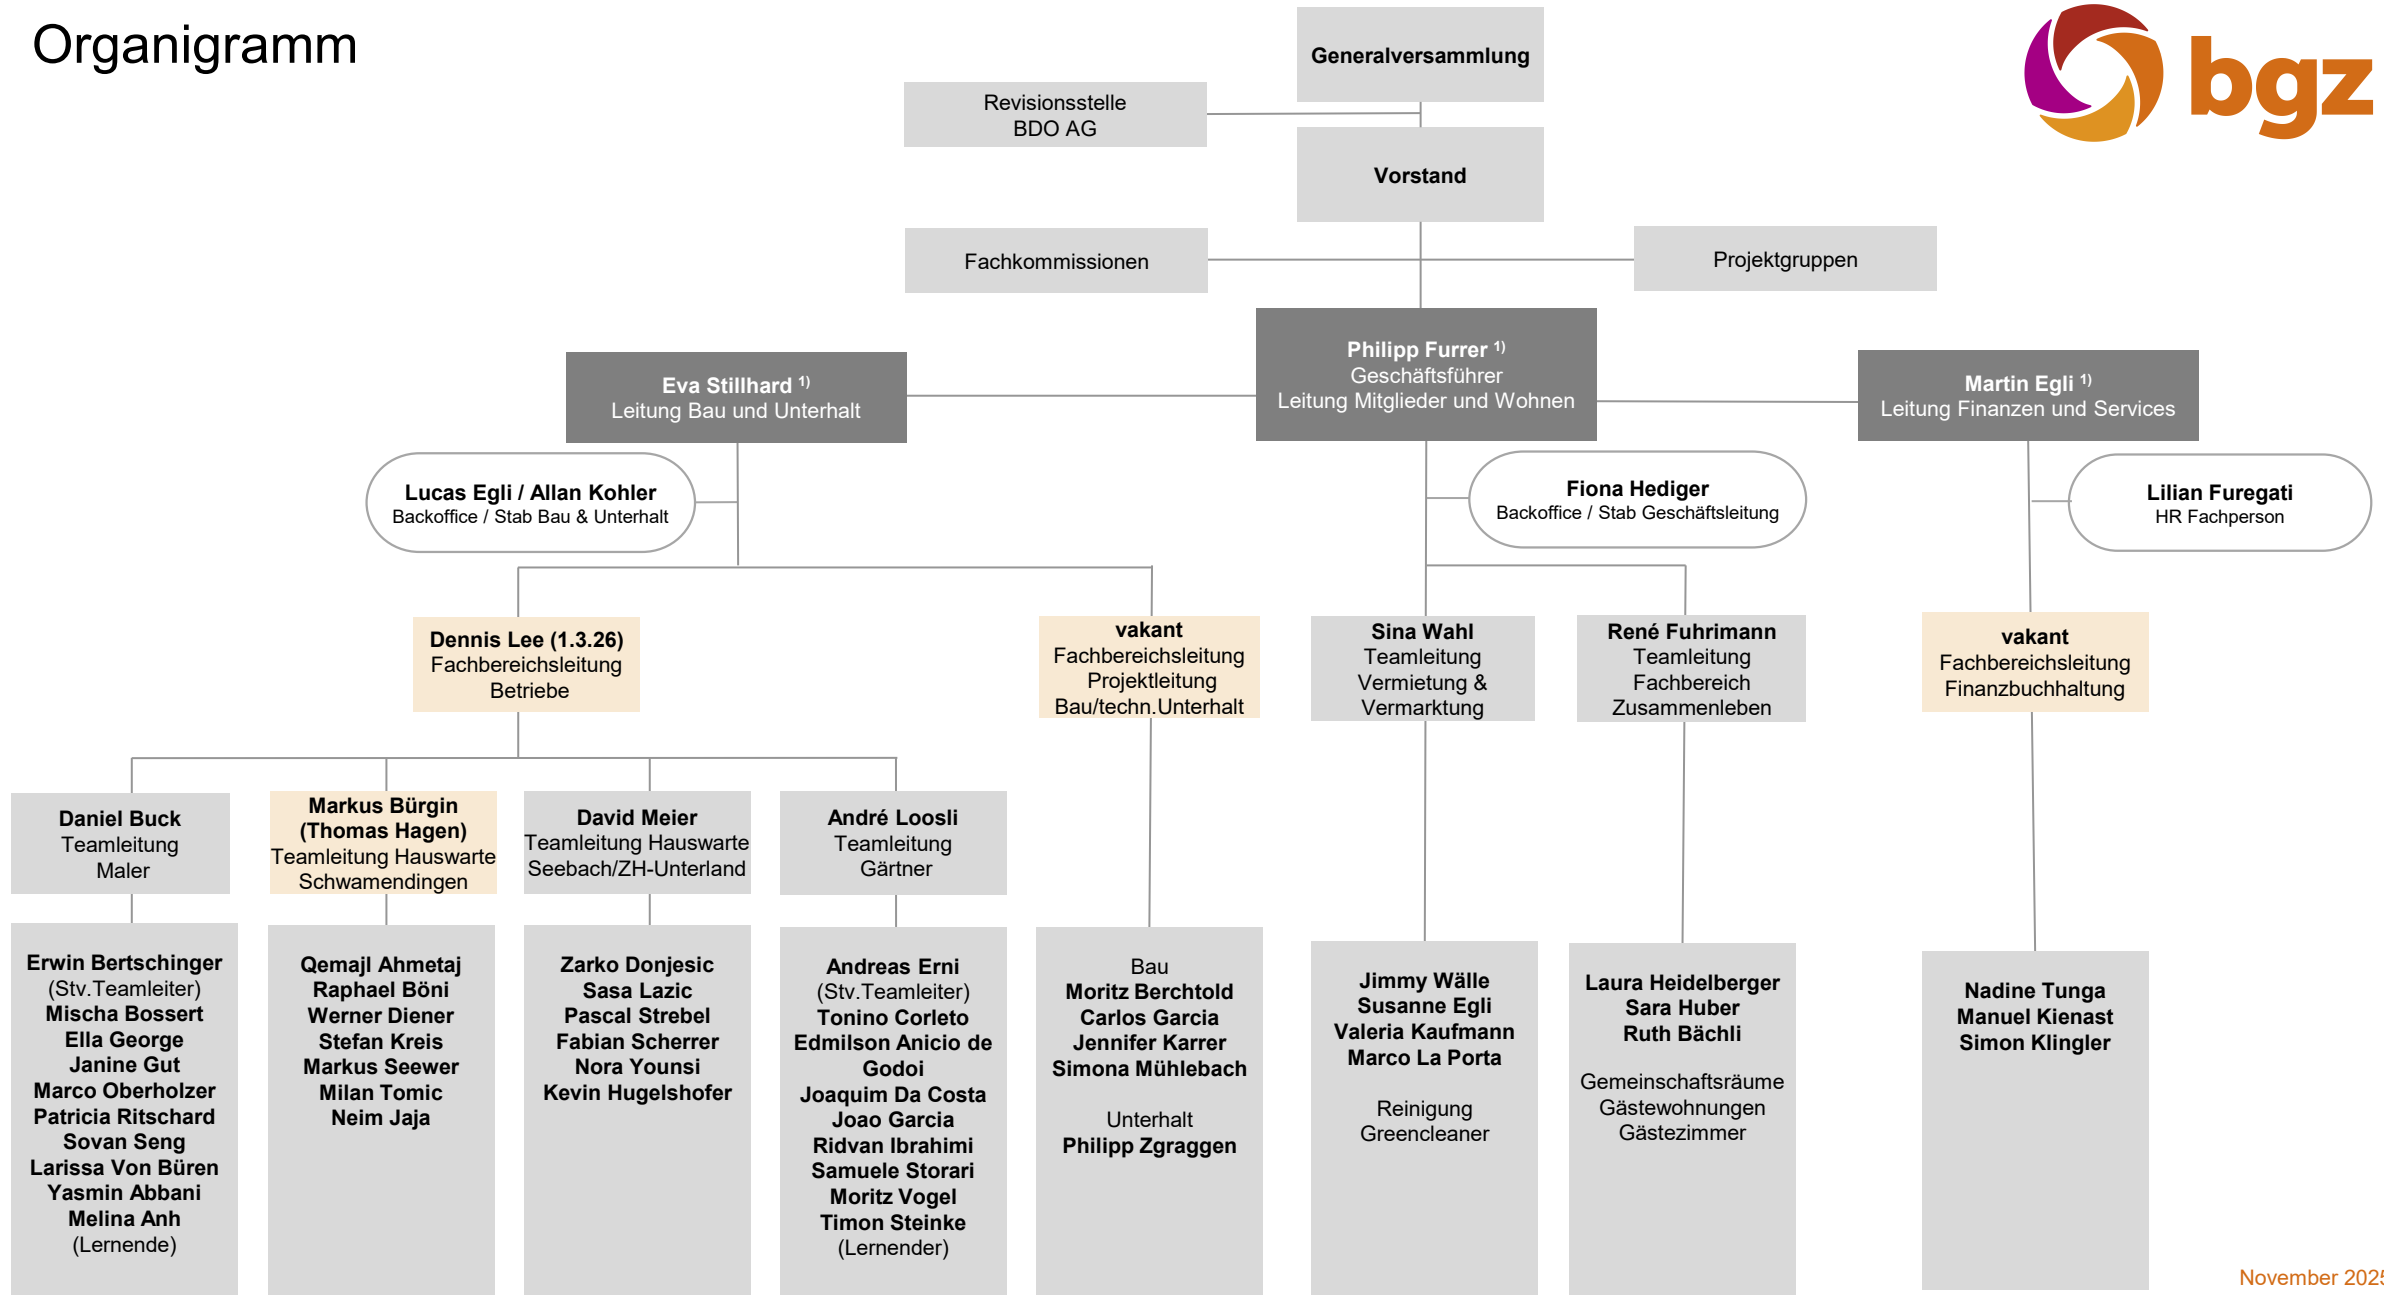 Organigramm
bgz
Generalversammlung
Revisionsstelle
BDO AG
Vorstand
Fachkommissionen
Projektgruppen
Philipp Furrer ¹⁾
Geschäftsführer
Leitung Mitglieder und Wohnen
Eva Stillhard ¹⁾
Leitung Bau und Unterhalt
Martin Egli ¹⁾
Leitung Finanzen und Services
Lucas Egli / Allan Kohler
Backoffice / Stab Bau & Unterhalt
Fiona Hediger
Backoffice / Stab Geschäftsleitung
Lilian Furegati
HR Fachperson
Dennis Lee (1.3.26)
Fachbereichsleitung
Betriebe
vakant
Fachbereichsleitung
Projektleitung
Bau/techn.Unterhalt
Sina Wahl
Teamleitung
Vermietung &
Vermarktung
René Fuhrimann
Teamleitung
Fachbereich
Zusammenleben
vakant
Fachbereichsleitung
Finanzbuchhaltung
Daniel Buck
Teamleitung
Maler
Markus Bürgin
(Thomas Hagen)
Teamleitung Hauswarte
Schwamendingen
David Meier
Teamleitung Hauswarte
Seebach/ZH-Unterland
André Loosli
Teamleitung
Gärtner
Erwin Bertschinger
(Stv.Teamleiter)
Mischa Bossert
Ella George
Janine Gut
Marco Oberholzer
Patricia Ritschard
Sovan Seng
Larissa Von Büren
Yasmin Abbani
Melina Anh
(Lernende)
Qemajl Ahmetaj
Raphael Böni
Werner Diener
Stefan Kreis
Markus Seewer
Milan Tomic
Neim Jaja
Zarko Donjesic
Sasa Lazic
Pascal Strebel
Fabian Scherrer
Nora Younsi
Kevin Hugelshofer
Andreas Erni
(Stv.Teamleiter)
Tonino Corleto
Edmilson Anicio de
Godoi
Joaquim Da Costa
Joao Garcia
Ridvan Ibrahimi
Samuele Storari
Moritz Vogel
Timon Steinke
(Lernender)
Bau
Moritz Berchtold
Carlos Garcia
Jennifer Karrer
Simona Mühlebach
Unterhalt
Philipp Zgraggen
Jimmy Wälle
Susanne Egli
Valeria Kaufmann
Marco La Porta
Reinigung
Greencleaner
Laura Heidelberger
Sara Huber
Ruth Bächli
Gemeinschaftsräume
Gästewohnungen
Gästezimmer
Nadine Tunga
Manuel Kienast
Simon Klingler
November 2025